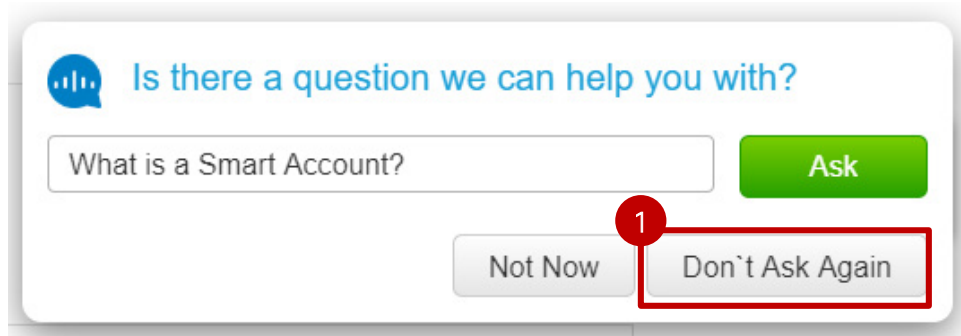 Is there a question we can help you with?
What is a Smart Account?
Ask
1
Not Now
Don`t Ask Again